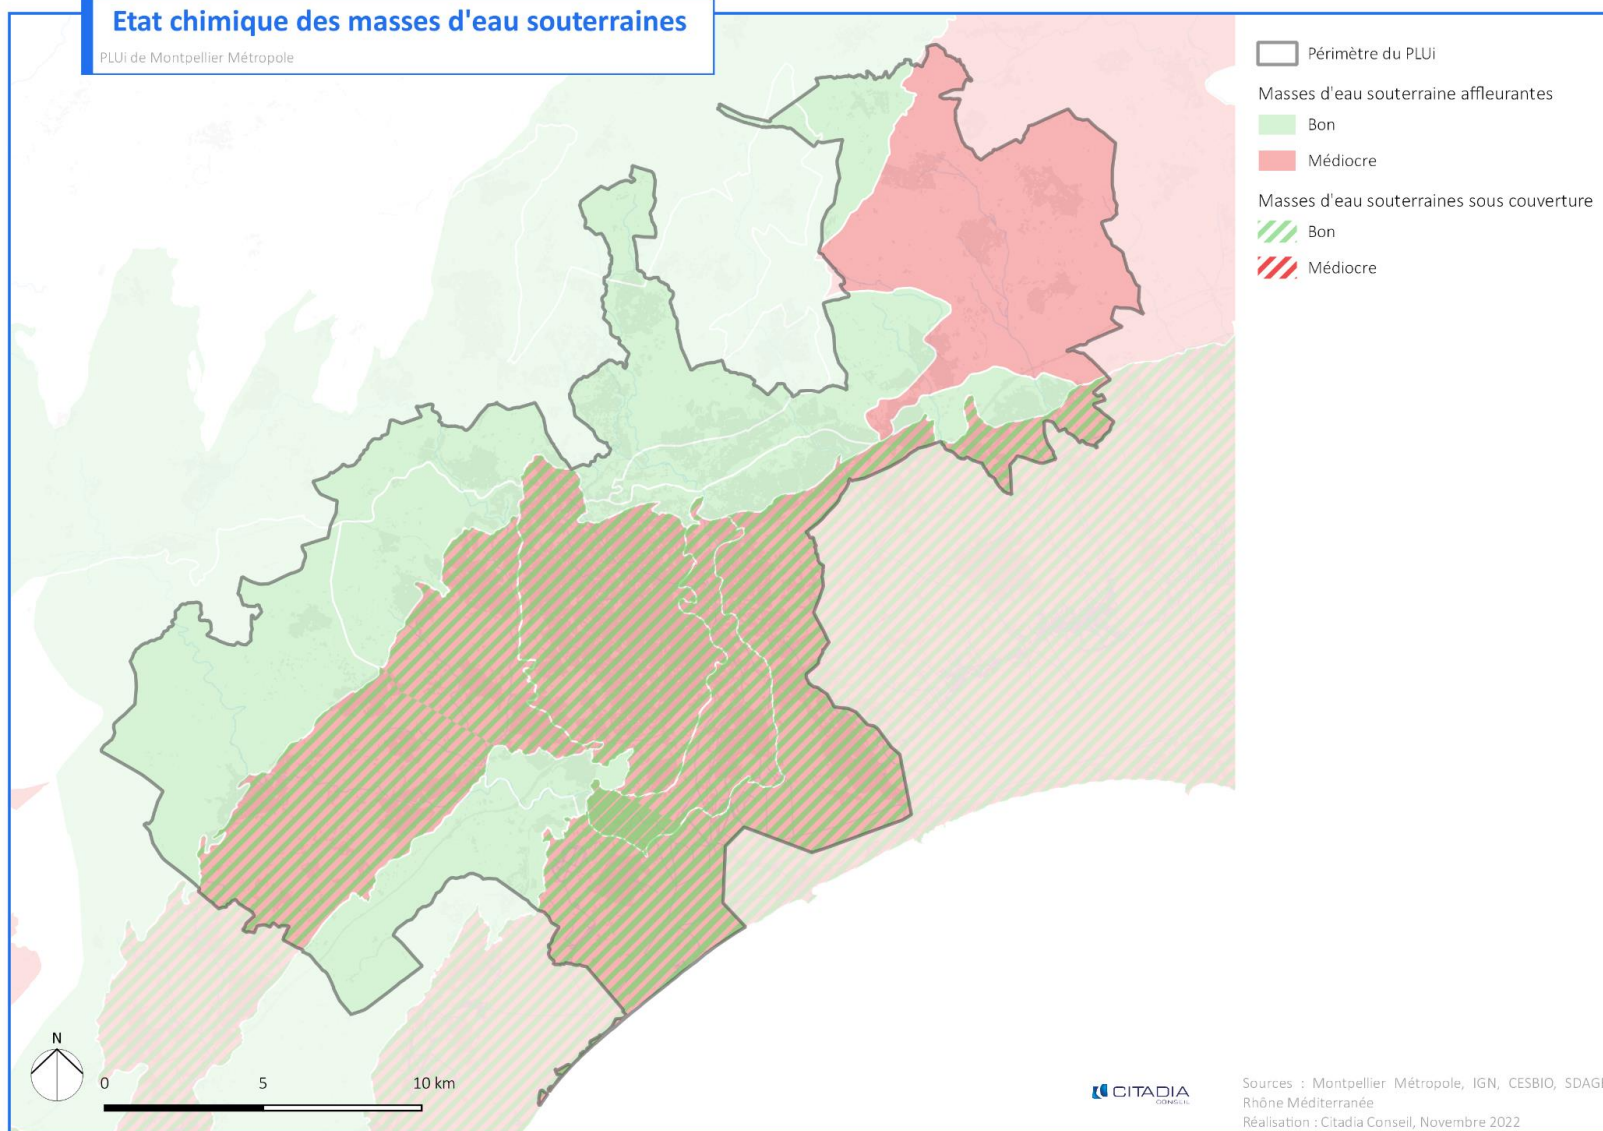 Etat chimique des masses d'eau souterraines
PLUi de Montpellier Métropole
Périmètre du PLUi
Masses d'eau souterraine affleurantes
Bon
Médiocre
Masses d'eau souterraines sous couverture
Bon
Médiocre
N
0 5 10 km
CITADIA
CONSEIL
Sources : Montpellier Métropole, IGN, CESBIO, SDAGE
Rhône Méditerranée
Réalisation : Citadia Conseil, Novembre 2022